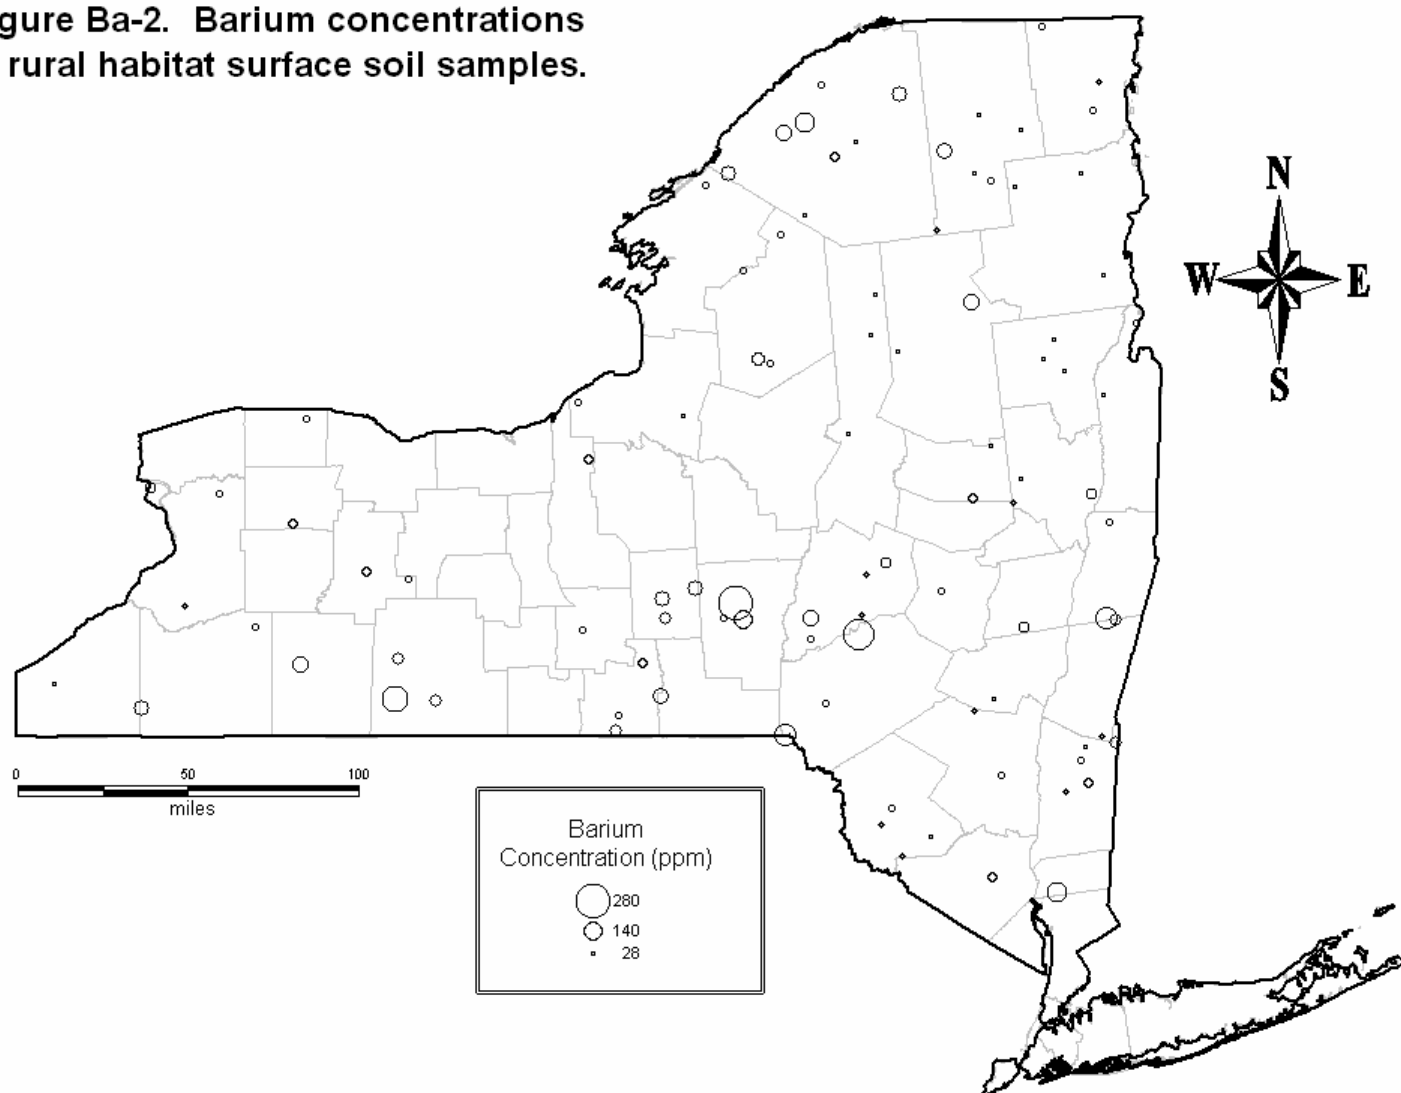 gure Ba-2. Barium concentrations
rural habitat surface soil samples.
N
W E
S
0 50 100
miles
Barium
Concentration (ppm)
280
140
28